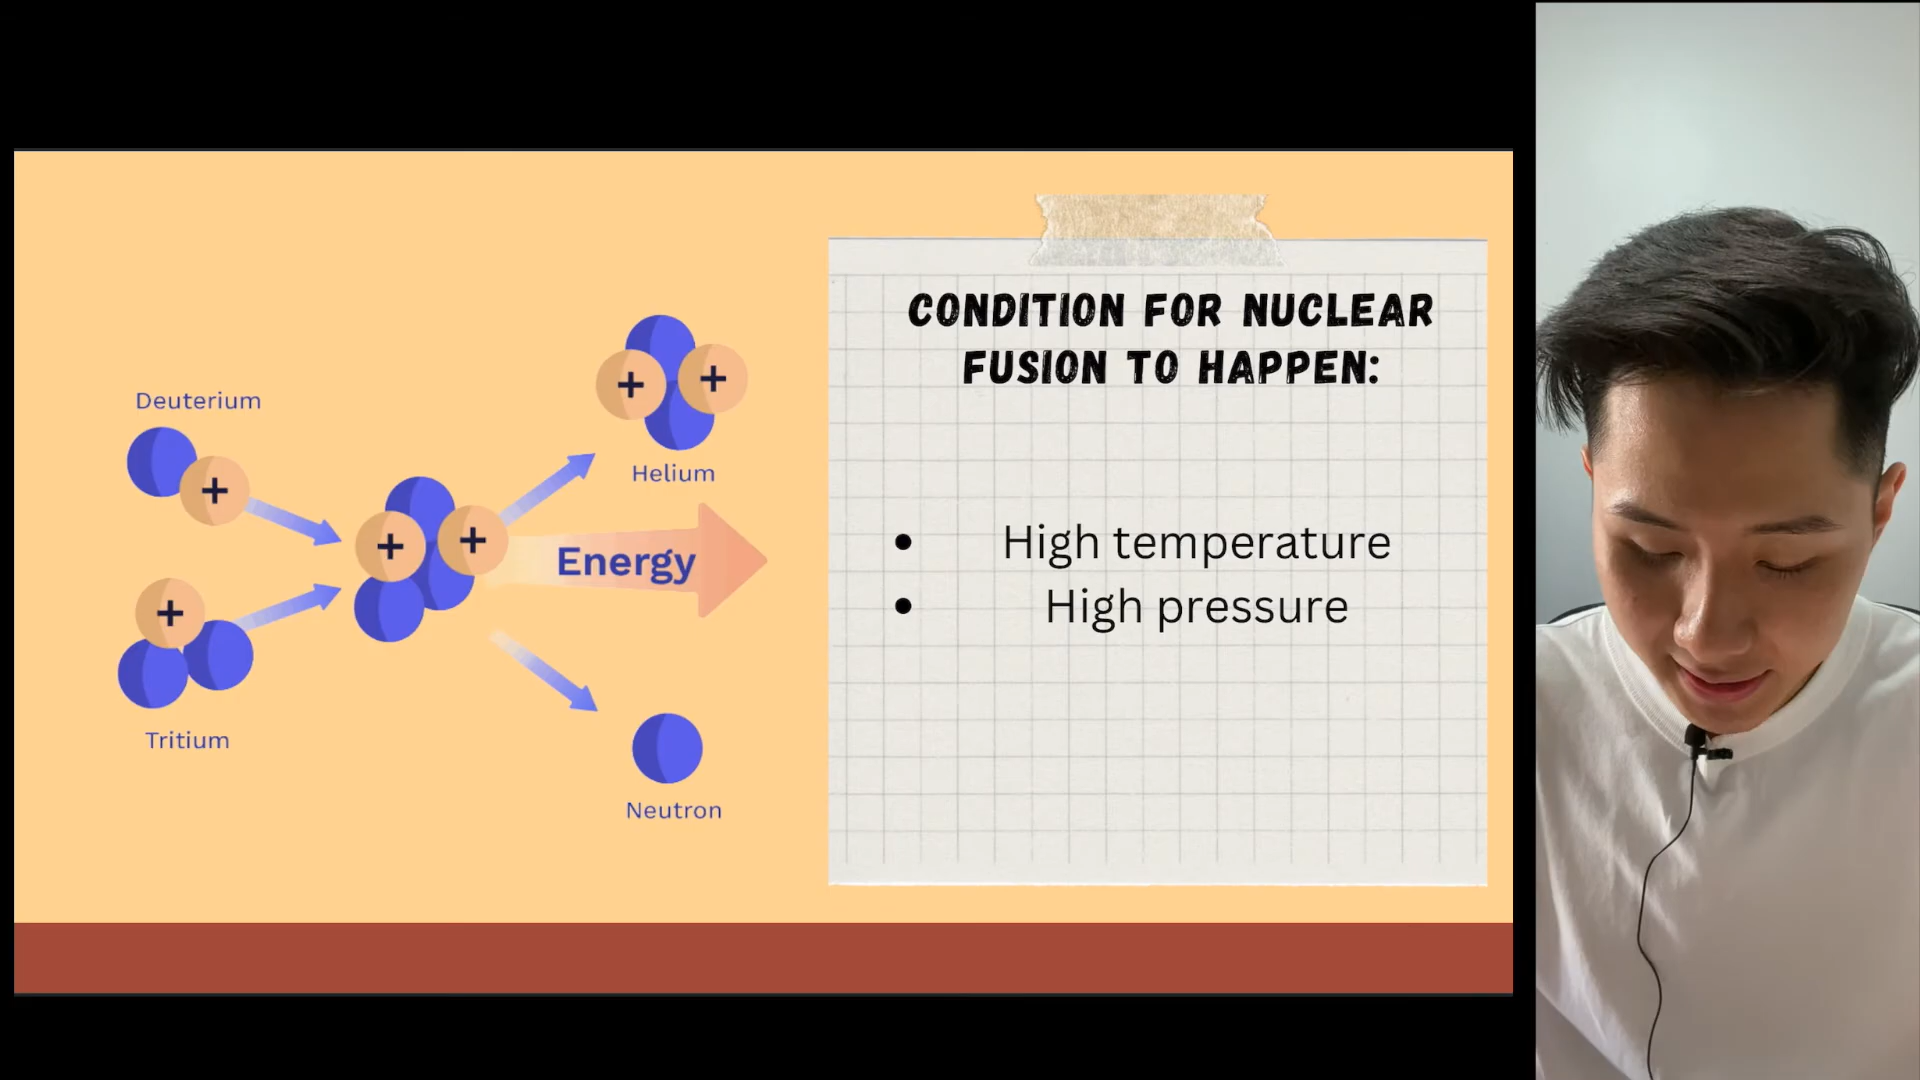 CONDITION FOR NUCLEAR
FUSION TO HAPPEN:
• High temperature
• High pressure
Deuterium
+
+
Tritium
+
+
Energy
+
+
Helium
Neutron